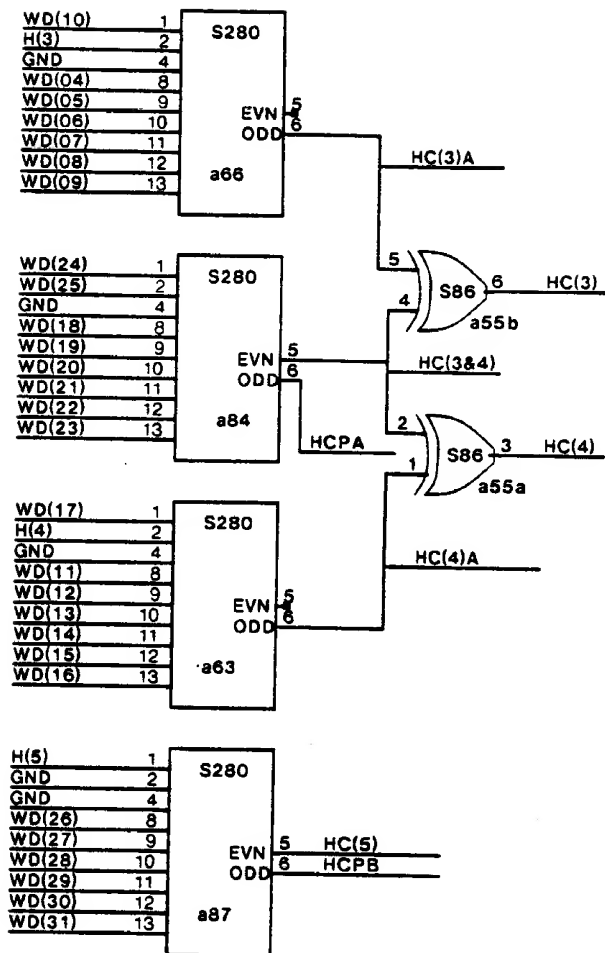 WD(10) 1
H(3) 2
GND 4
WD(04) 8
WD(05) 9
WD(06) 10
WD(07) 11
WD(08) 12
WD(09) 13
S280
EVN 5
ODD 6
a66
HC(3)A
WD(24) 1
WD(25) 2
GND 4
WD(18) 8
WD(19) 9
WD(20) 10
WD(21) 11
WD(22) 12
WD(23) 13
S280
EVN 5
ODD 6
a84
HCPA
5
4
S86
6
HC(3)
a55b
HC(3&4)
2
1
S86
3
HC(4)
a55a
WD(17) 1
H(4) 2
GND 4
WD(11) 8
WD(12) 9
WD(13) 10
WD(14) 11
WD(15) 12
WD(16) 13
S280
EVN 5
ODD 6
a63
HC(4)A
H(5) 1
GND 2
GND 4
WD(26) 8
WD(27) 9
WD(28) 10
WD(29) 11
WD(30) 12
WD(31) 13
S280
EVN 5 HC(5)
ODD 6 HCPB
a87